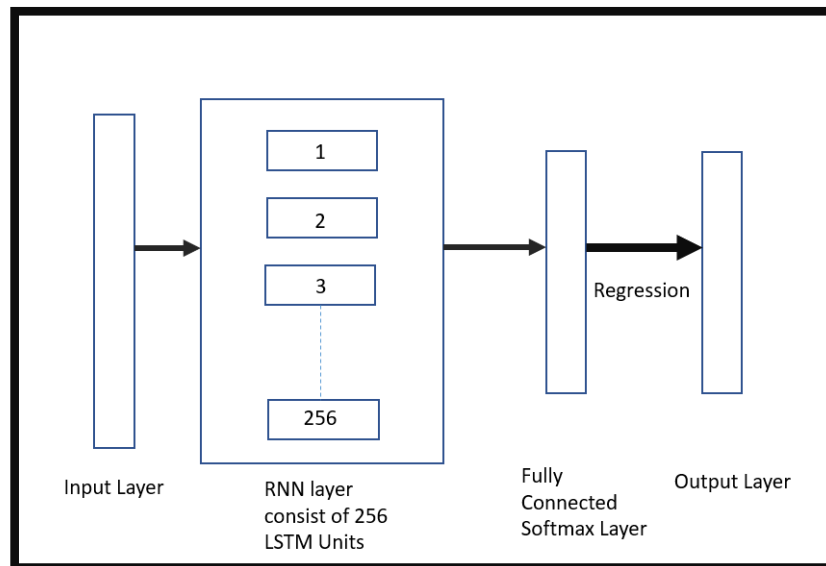 1
2
3
256
Regression
Input Layer
RNN layer
consist of 256
LSTM Units
Fully
Connected
Softmax Layer
Output Layer